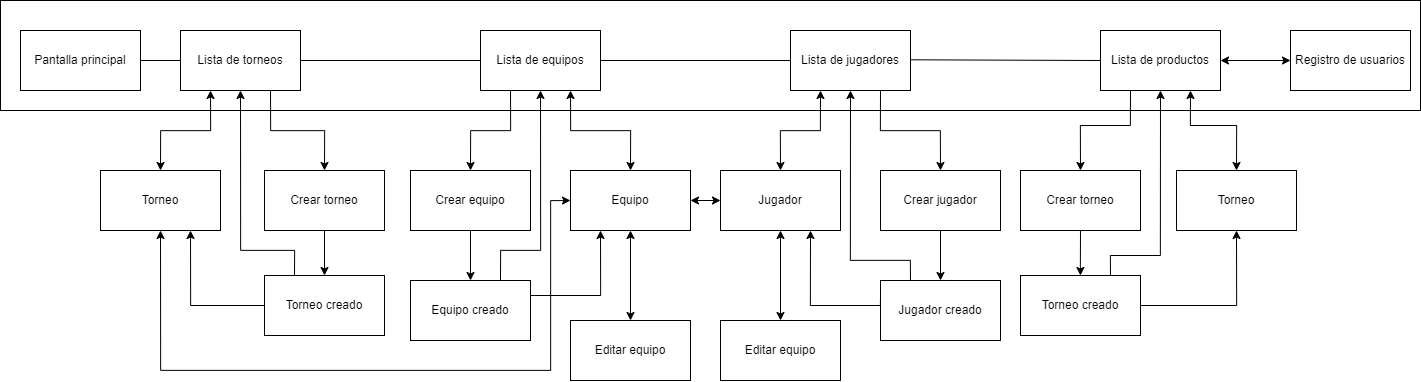 Pantalla principal
Lista de torneos
Lista de equipos
Lista de jugadores
Lista de productos
Registro de usuarios
Torneo
Crear torneo
Crear equipo
Equipo
Jugador
Crear jugador
Crear torneo
Torneo
Torneo creado
Equipo creado
Jugador creado
Torneo creado
Editar equipo
Editar equipo